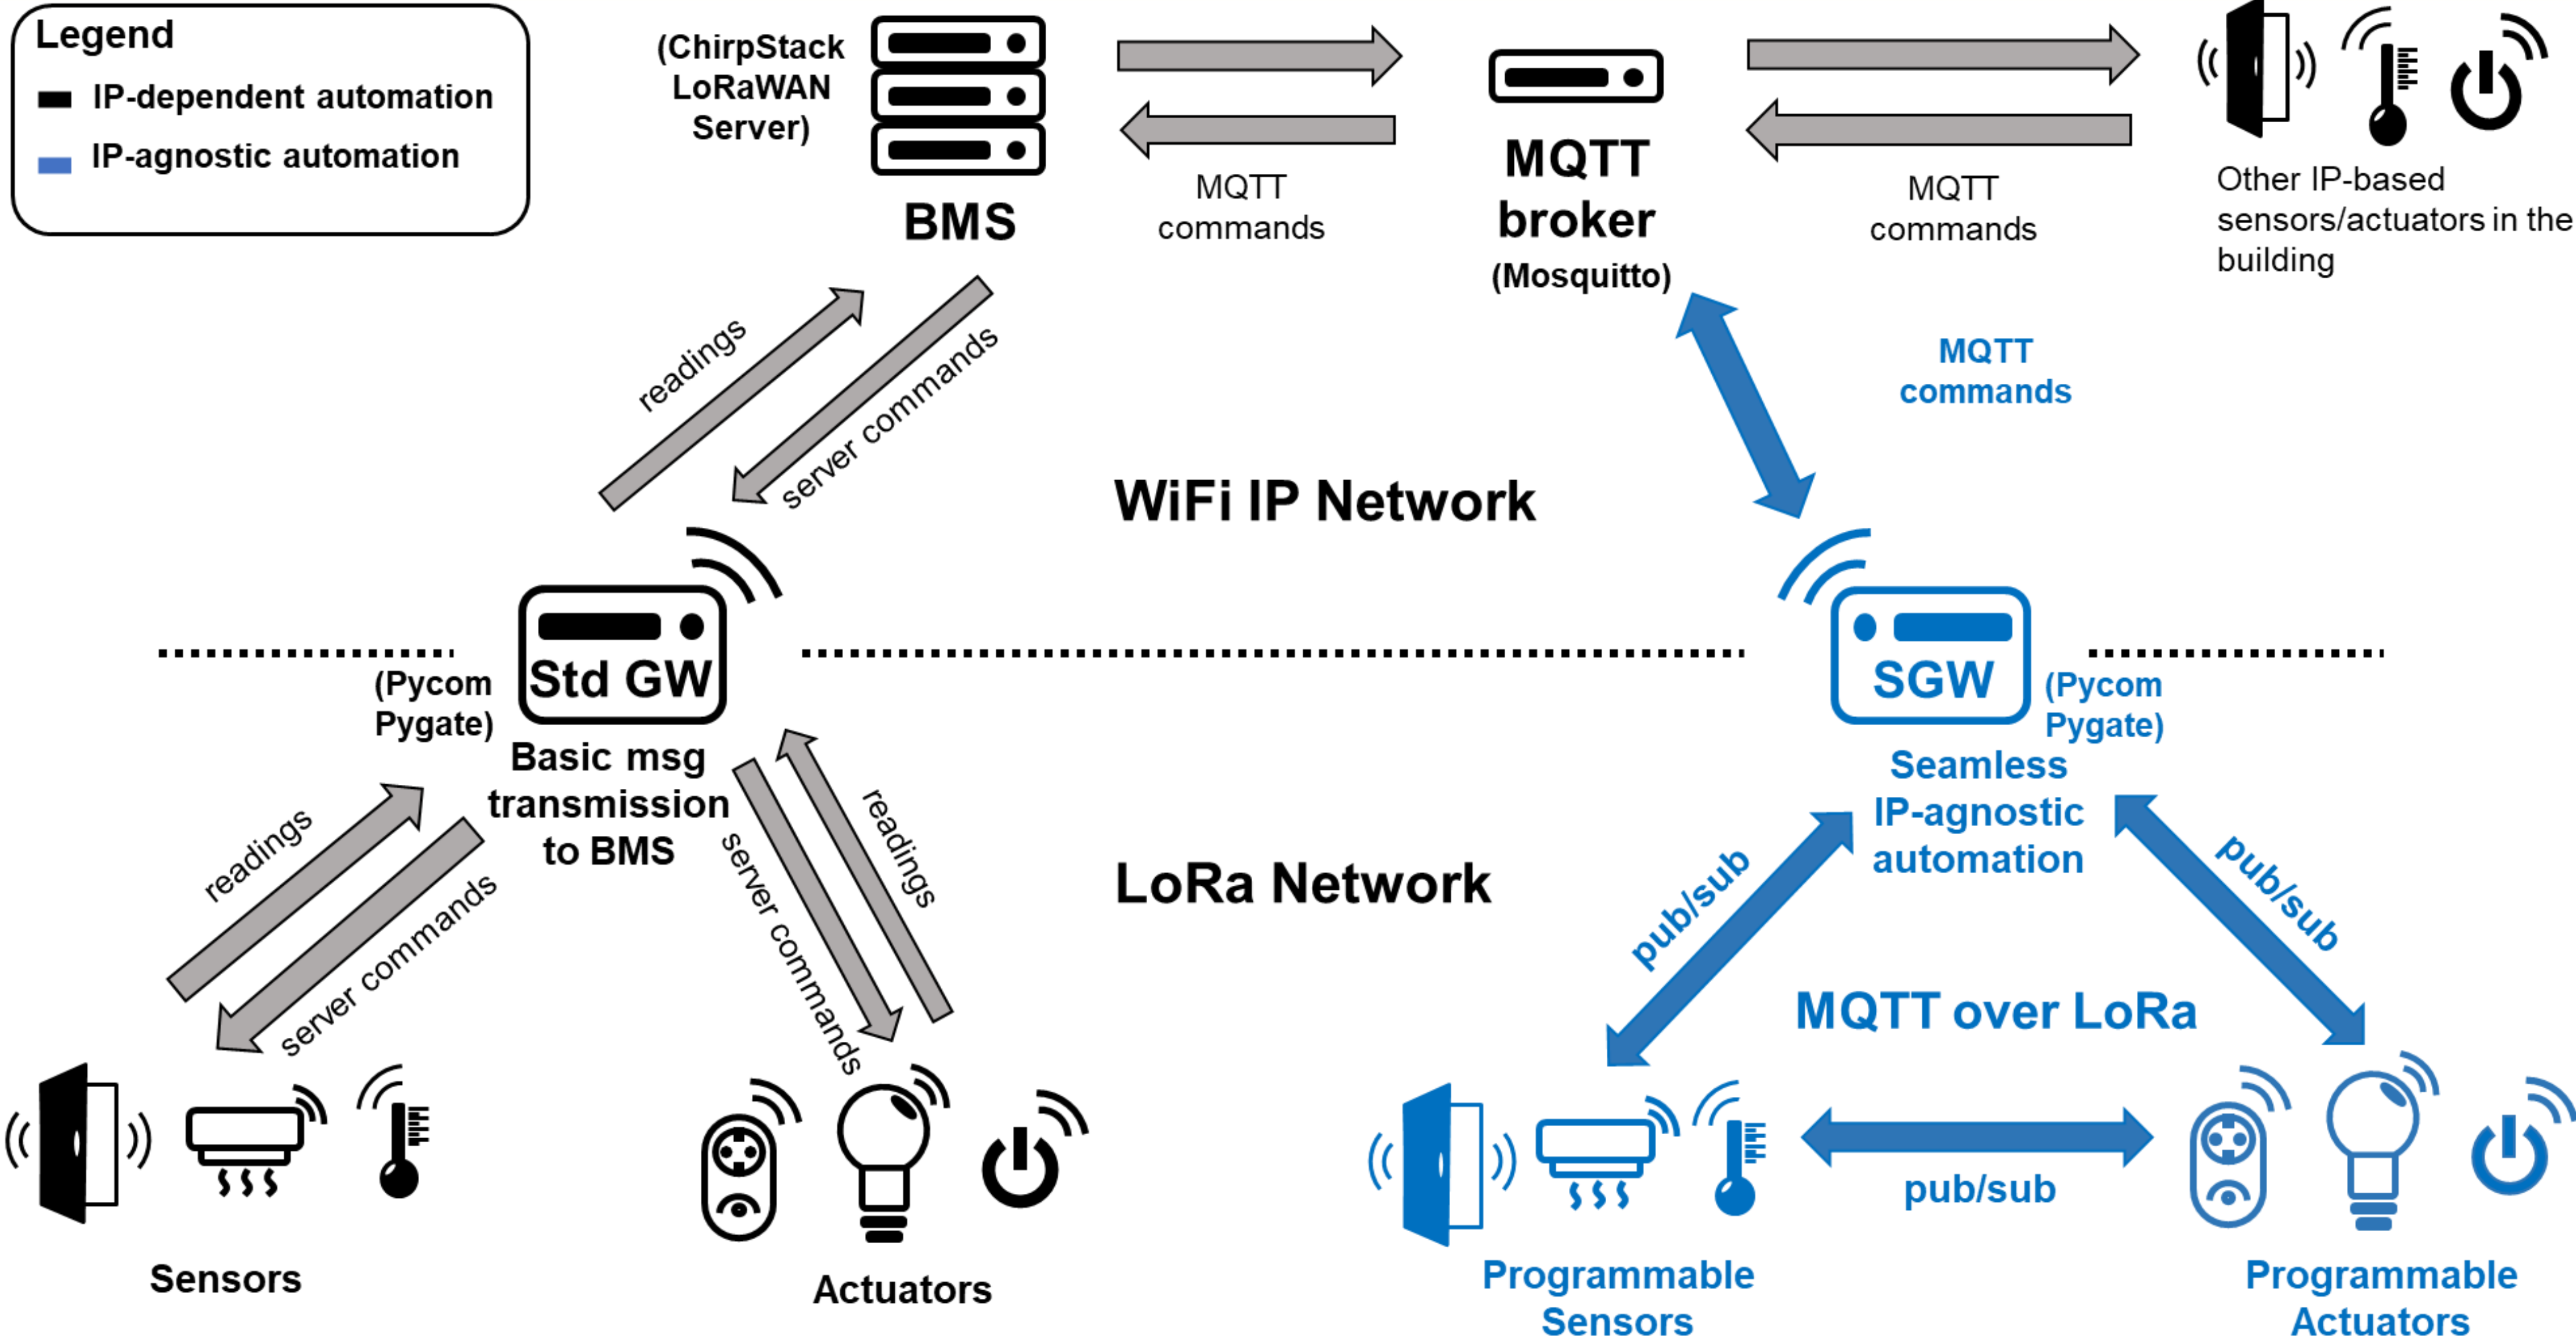 Legend
IP-dependent automation
IP-agnostic automation
(ChirpStack
LoRaWAN
Server)
BMS
MQTT
commands
MQTT
broker
(Mosquitto)
MQTT
commands
Other IP-based
sensors/actuators in the
building
readings
server commands
MQTT
commands
WiFi IP Network
Std GW
(Pycom
Pygate)
Basic msg
transmission
to BMS
SGW
(Pycom
Pygate)
Seamless
IP-agnostic
automation
readings
server commands
server commands
readings
LoRa Network
pub/sub
pub/sub
MQTT over LoRa
pub/sub
Sensors
Actuators
Programmable
Sensors
Programmable
Actuators